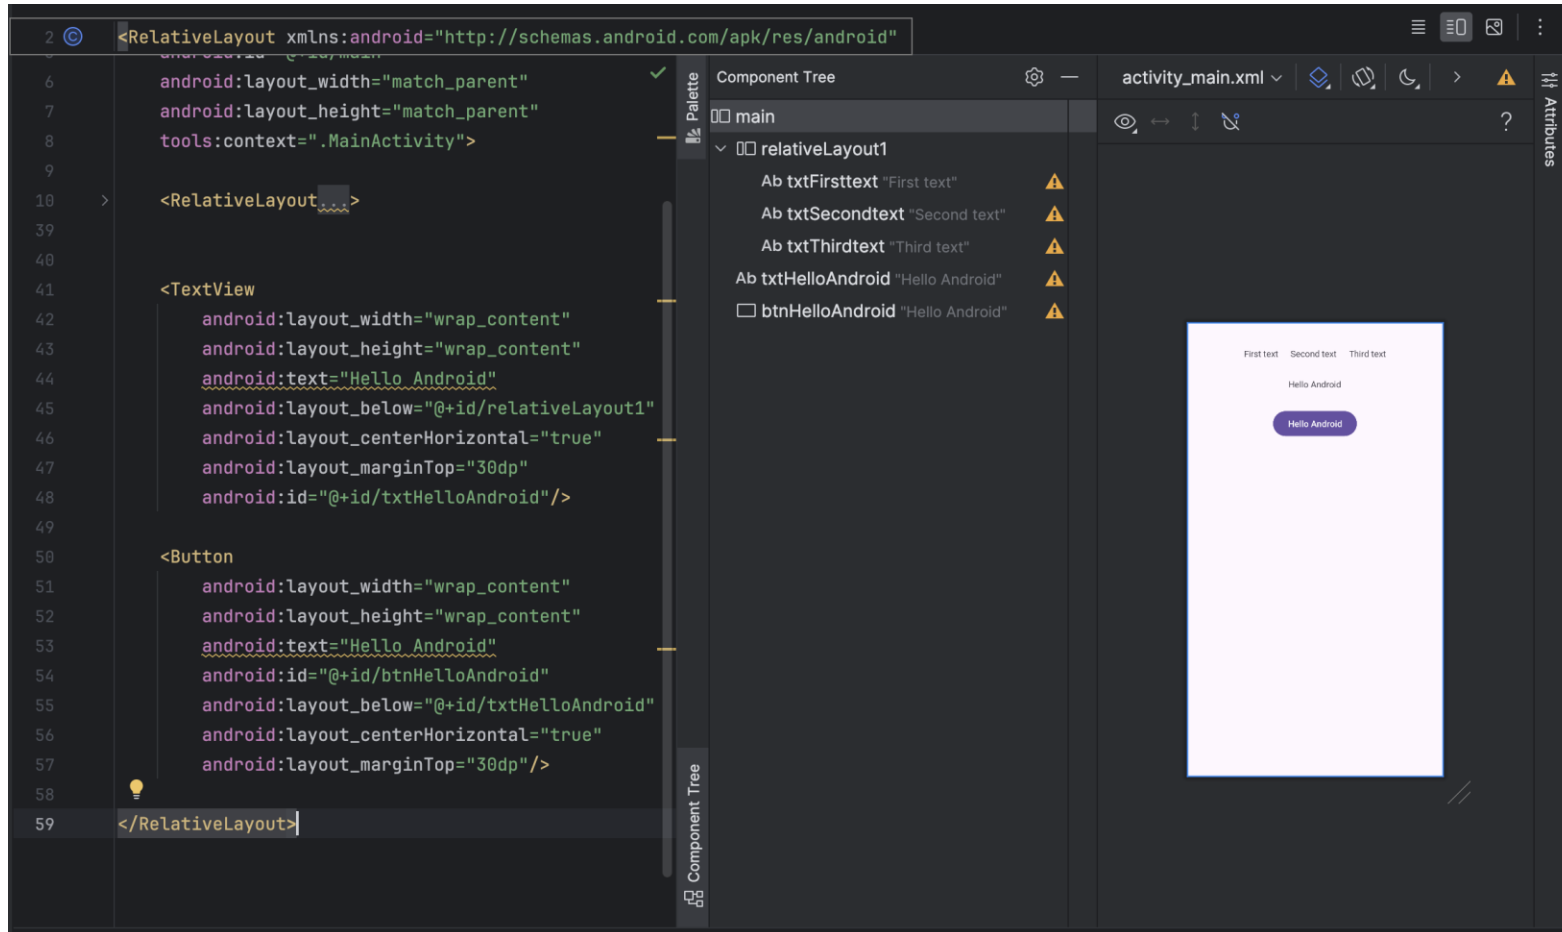 2 <RelativeLayout xmlns:android="http://schemas.android.com/apk/res/android"
6 android:layout_width="match_parent"
7 android:layout_height="match_parent"
8 tools:context=".MainActivity">
9
10 <RelativeLayout...>
39
40
41 <TextView
42 android:layout_width="wrap_content"
43 android:layout_height="wrap_content"
44 android:text="Hello Android"
45 android:layout_below="@+id/relativeLayout1"
46 android:layout_centerHorizontal="true"
47 android:layout_marginTop="30dp"
48 android:id="@+id/txtHelloAndroid"/>
49
50 <Button
51 android:layout_width="wrap_content"
52 android:layout_height="wrap_content"
53 android:text="Hello Android"
54 android:id="@+id/btnHelloAndroid"
55 android:layout_below="@+id/txtHelloAndroid"
56 android:layout_centerHorizontal="true"
57 android:layout_marginTop="30dp"/>
58
59 </RelativeLayout>
Palette
Component Tree
Component Tree
main
relativeLayout1
Ab txtFirsttext "First text"
Ab txtSecondtext "Second text"
Ab txtThirdtext "Third text"
Ab txtHelloAndroid "Hello Android"
btnHelloAndroid "Hello Android"
activity_main.xml
?
First text Second text Third text
Hello Android
Hello Android
Attributes